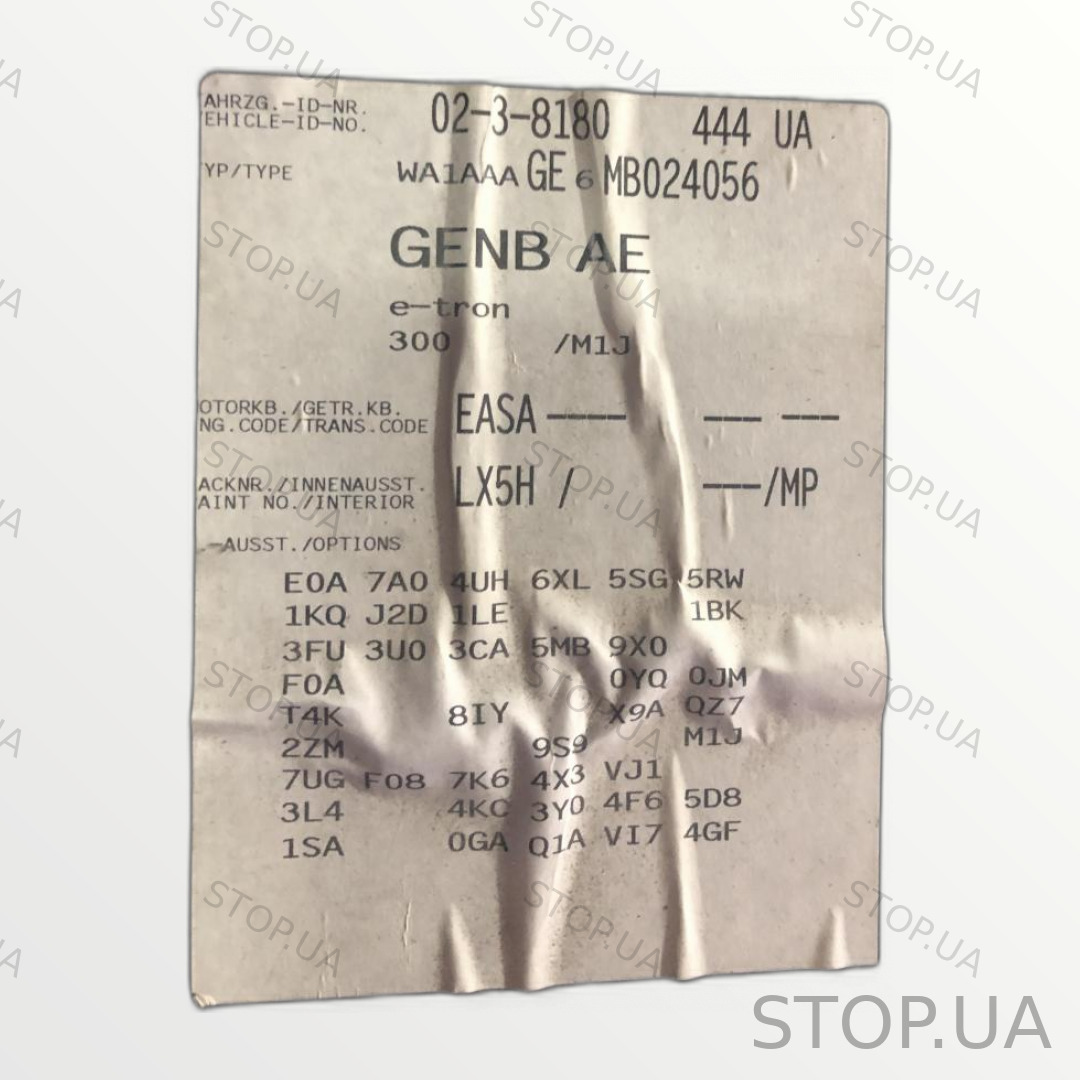 AHRZG.-ID-NR. 02-3-8180 444 UA
EHICLE-ID-NO.
YP/TYPE WA1AAAGE6MB024056
GENB AE
e-tron
300 /M1J
OTORKB./GETR.KB. EASA ---- --- ---
NG.CODE/TRANS.CODE
ACKNR./INNENAUSST. LX5H / ---/MP
AINT NO./INTERIOR
.-AUSST./OPTIONS
E0A 7A0 4UH 6XL 5SG 5RW
1KQ J2D 1LE 1BK
3FU 3U0 3CA 5MB 9X0
F0A 0YQ 0JM
T4K 8IY X9A QZ7
2ZM 9S9 M1J
7UG F08 7K6 4X3 VJ1
3L4 4KC 3Y0 4F6 5D8
1SA 0GA Q1A VI7 4GF
STOP.UA